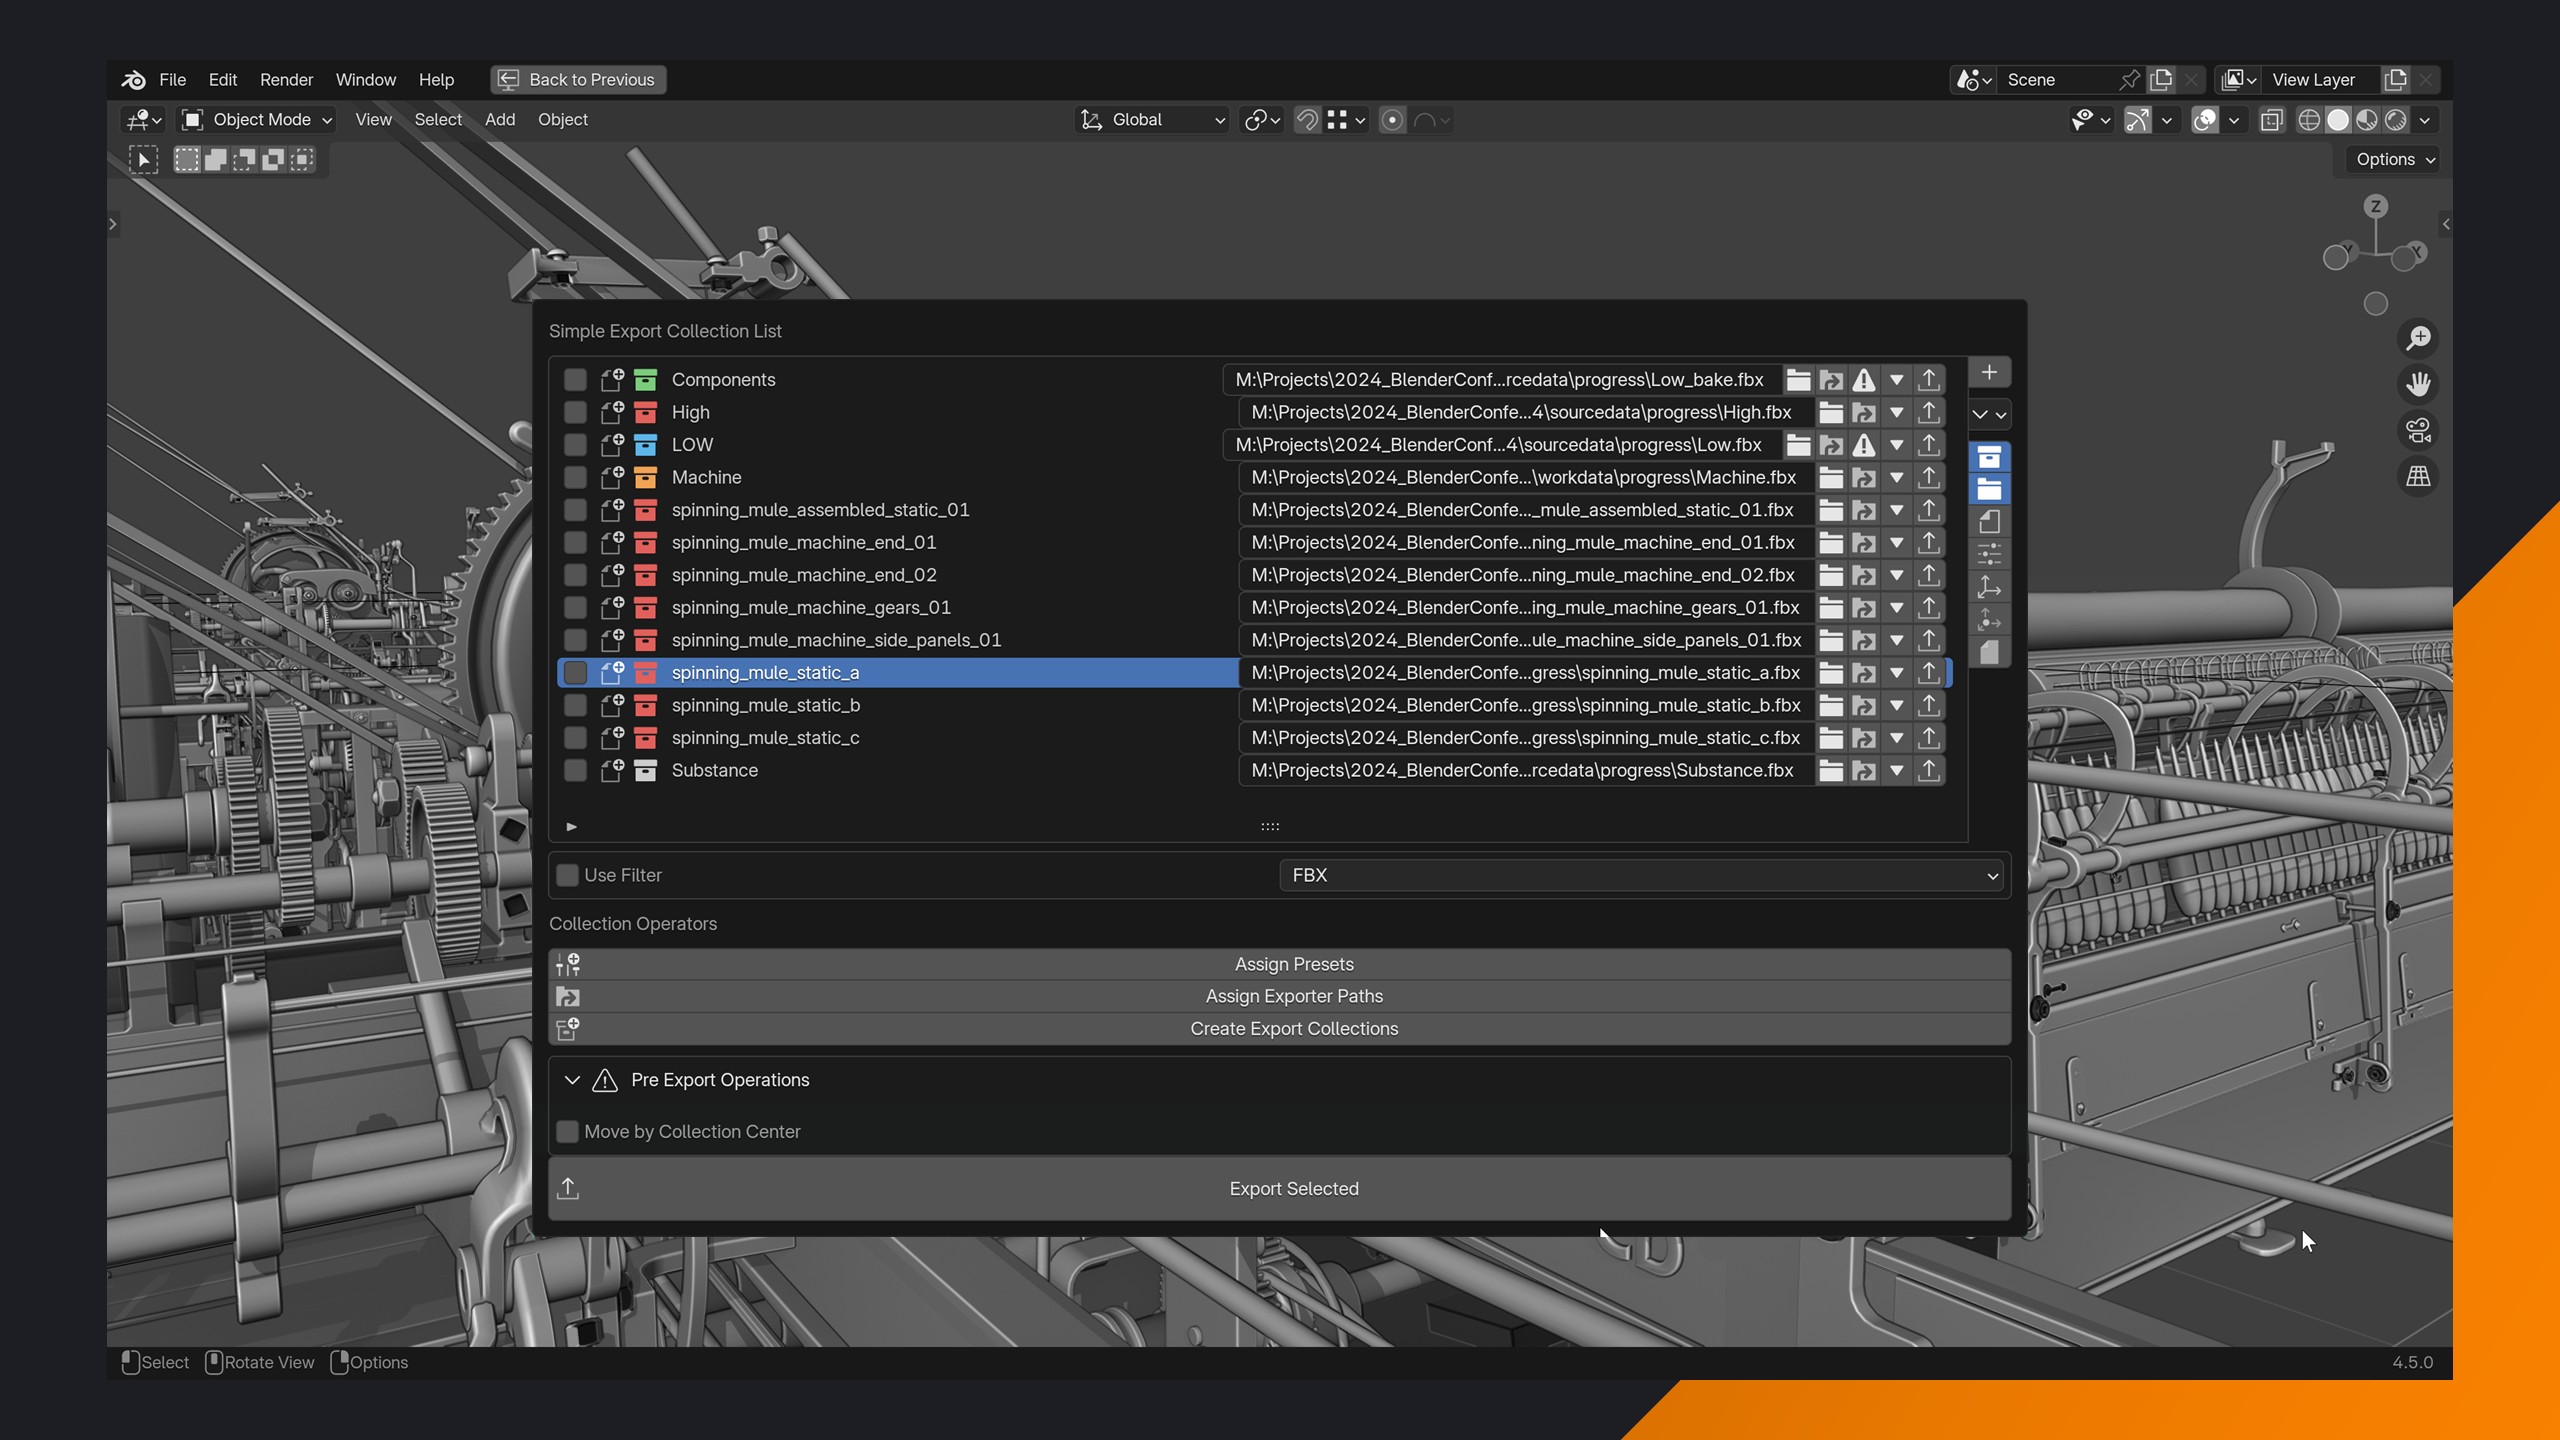 File Edit Render Window Help Back to Previous Scene View Layer
Object Mode View Select Add Object Global
Options
Z
Y X
Simple Export Collection List
Components M:\Projects\2024_BlenderConf...rcedata\progress\Low_bake.fbx
High M:\Projects\2024_BlenderConfe...4\sourcedata\progress\High.fbx
LOW M:\Projects\2024_BlenderConf...4\sourcedata\progress\Low.fbx
Machine M:\Projects\2024_BlenderConfe...\workdata\progress\Machine.fbx
spinning_mule_assembled_static_01 M:\Projects\2024_BlenderConfe..._mule_assembled_static_01.fbx
spinning_mule_machine_end_01 M:\Projects\2024_BlenderConfe...ning_mule_machine_end_01.fbx
spinning_mule_machine_end_02 M:\Projects\2024_BlenderConfe...ning_mule_machine_end_02.fbx
spinning_mule_machine_gears_01 M:\Projects\2024_BlenderConfe...ing_mule_machine_gears_01.fbx
spinning_mule_machine_side_panels_01 M:\Projects\2024_BlenderConfe...ule_machine_side_panels_01.fbx
spinning_mule_static_a M:\Projects\2024_BlenderConfe...gress\spinning_mule_static_a.fbx
spinning_mule_static_b M:\Projects\2024_BlenderConfe...gress\spinning_mule_static_b.fbx
spinning_mule_static_c M:\Projects\2024_BlenderConfe...gress\spinning_mule_static_c.fbx
Substance M:\Projects\2024_BlenderConfe...rcedata\progress\Substance.fbx
Use Filter FBX
Collection Operators
Assign Presets
Assign Exporter Paths
Create Export Collections
Pre Export Operations
Move by Collection Center
Export Selected
Select Rotate View Options 4.5.0